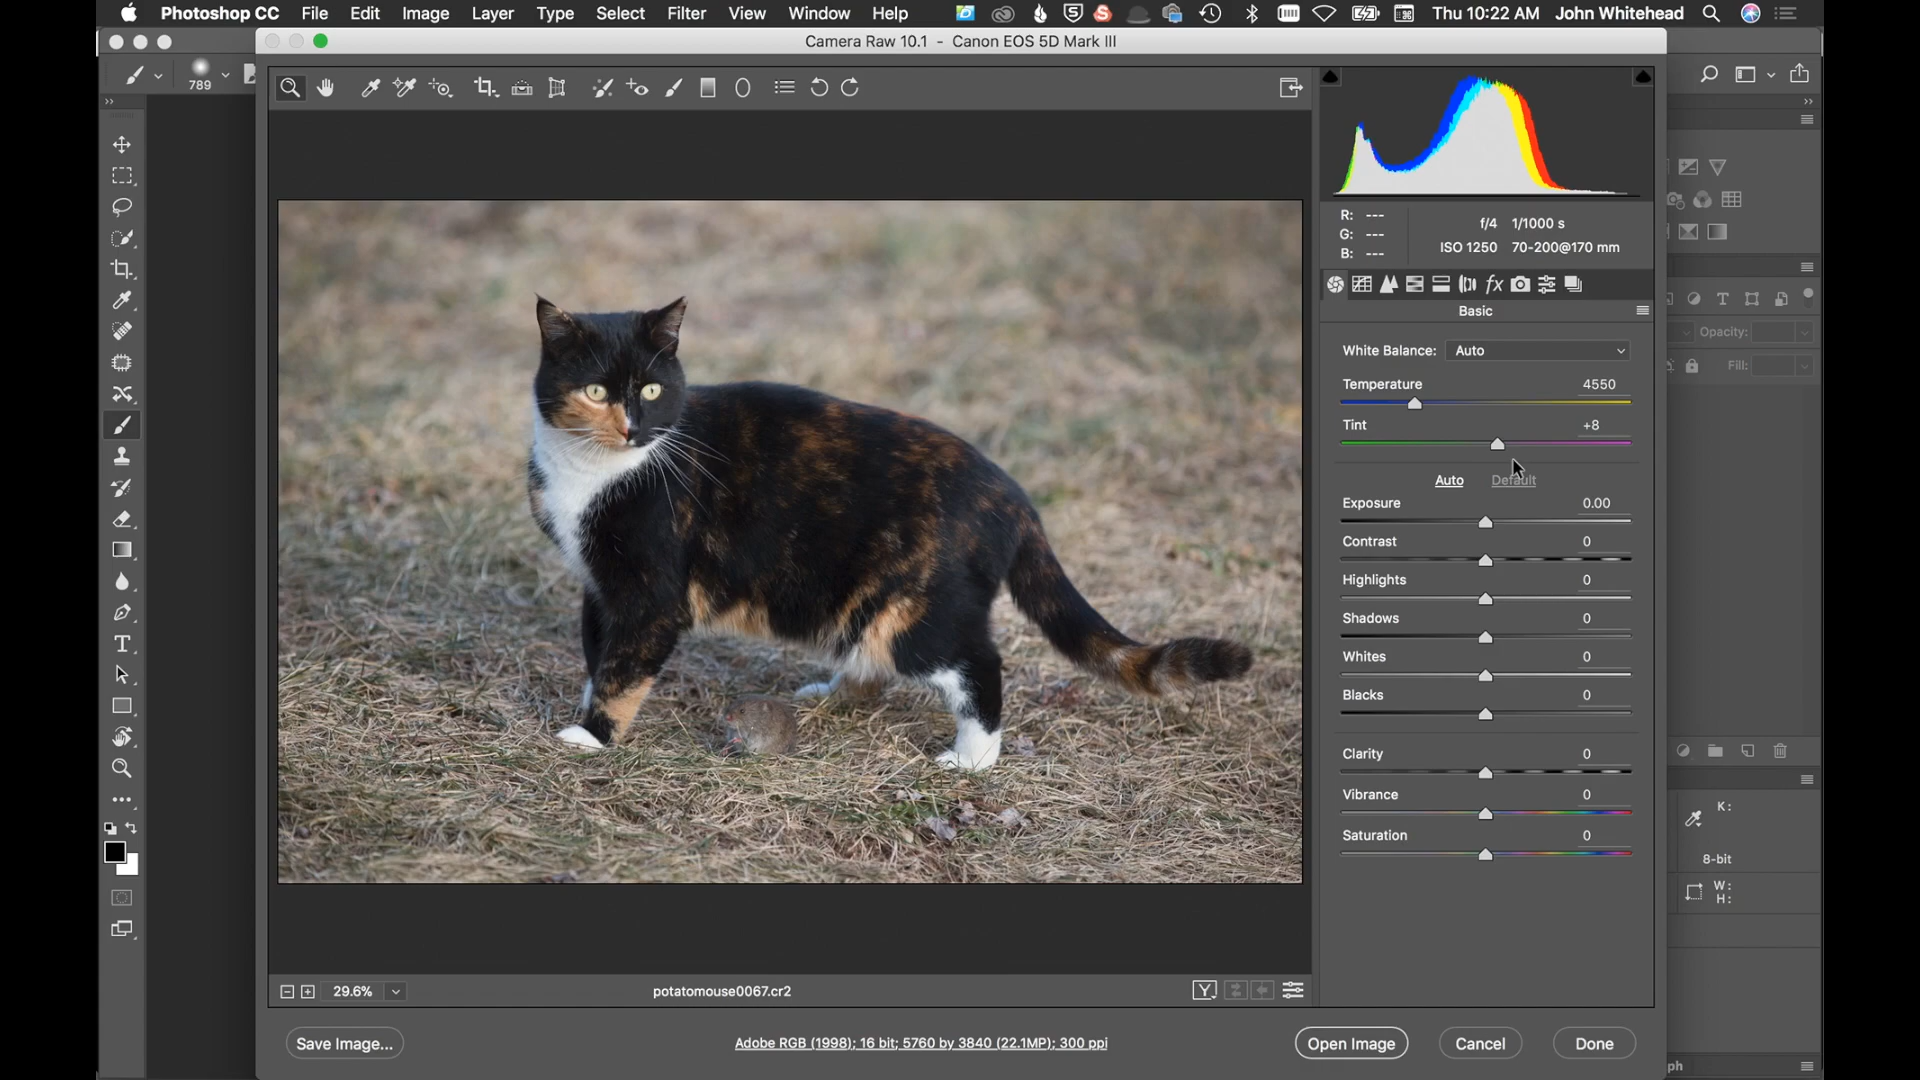 Photoshop CC File Edit Image Layer Type Select Filter View Window Help Thu 10:22 AM John Whitehead
Camera Raw 10.1 - Canon EOS 5D Mark III
789
R: ---
G: ---
B: ---
f/4 1/1000 s
ISO 1250 70-200@170 mm
fx
Basic
White Balance: Auto
Temperature 4550
Tint +8
Auto Default
Exposure 0.00
Contrast 0
Highlights 0
Shadows 0
Whites 0
Blacks 0
Clarity 0
Vibrance 0
Saturation 0
Opacity:
Fill:
K:
8-bit
W:
H:
29.6%
potatomouse0067.cr2
Y
Save Image...
Adobe RGB (1998); 16 bit; 5760 by 3840 (22.1MP); 300 ppi
Open Image Cancel Done
ph